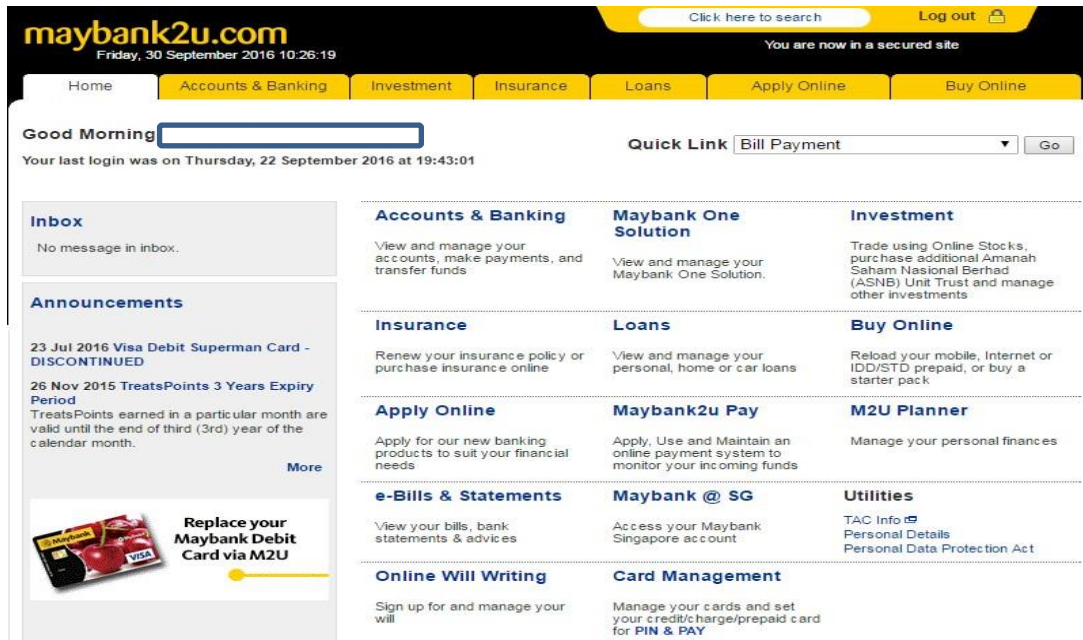 maybank2u.com
Friday, 30 September 2016 10:26:19
Click here to search
Log out
You are now in a secured site
Home
Accounts & Banking
Investment
Insurance
Loans
Apply Online
Buy Online
Good Morning
Your last login was on Thursday, 22 September 2016 at 19:43:01
Quick Link
Bill Payment
Go
Inbox
No message in inbox.
Announcements
23 Jul 2016 Visa Debit Superman Card -
DISCONTINUED
26 Nov 2015 TreatsPoints 3 Years Expiry
Period
TreatsPoints earned in a particular month are
valid until the end of third (3rd) year of the
calendar month.
More
Maybank
VISA
Replace your
Maybank Debit
Card via M2U
Accounts & Banking
View and manage your
accounts, make payments, and
transfer funds
Maybank One
Solution
View and manage your
Maybank One Solution.
Investment
Trade using Online Stocks,
purchase additional Amanah
Saham Nasional Berhad
(ASNB) Unit Trust and manage
other investments
Insurance
Renew your insurance policy or
purchase insurance online
Loans
View and manage your
personal, home or car loans
Buy Online
Reload your mobile, Internet or
IDD/STD prepaid, or buy a
starter pack
Apply Online
Apply for our new banking
products to suit your financial
needs
Maybank2u Pay
Apply, Use and Maintain an
online payment system to
monitor your incoming funds
M2U Planner
Manage your personal finances
e-Bills & Statements
View your bills, bank
statements & advices
Maybank @ SG
Access your Maybank
Singapore account
Utilities
TAC Info
Personal Details
Personal Data Protection Act
Online Will Writing
Sign up for and manage your
will
Card Management
Manage your cards and set
your credit/charge/prepaid card
for PIN & PAY